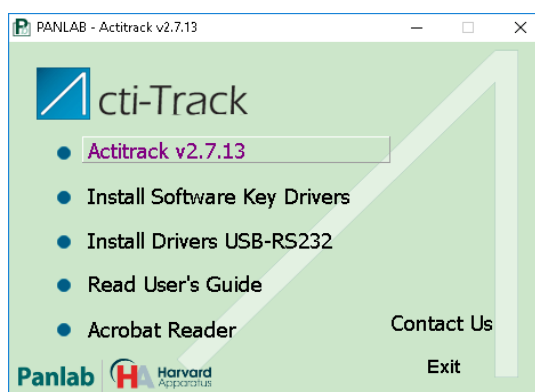 PANLAB - Actitrack v2.7.13
cti-Track
Actitrack v2.7.13
Install Software Key Drivers
Install Drivers USB-RS232
Read User's Guide
Acrobat Reader
Contact Us
Exit
Panlab
HA Harvard
Apparatus